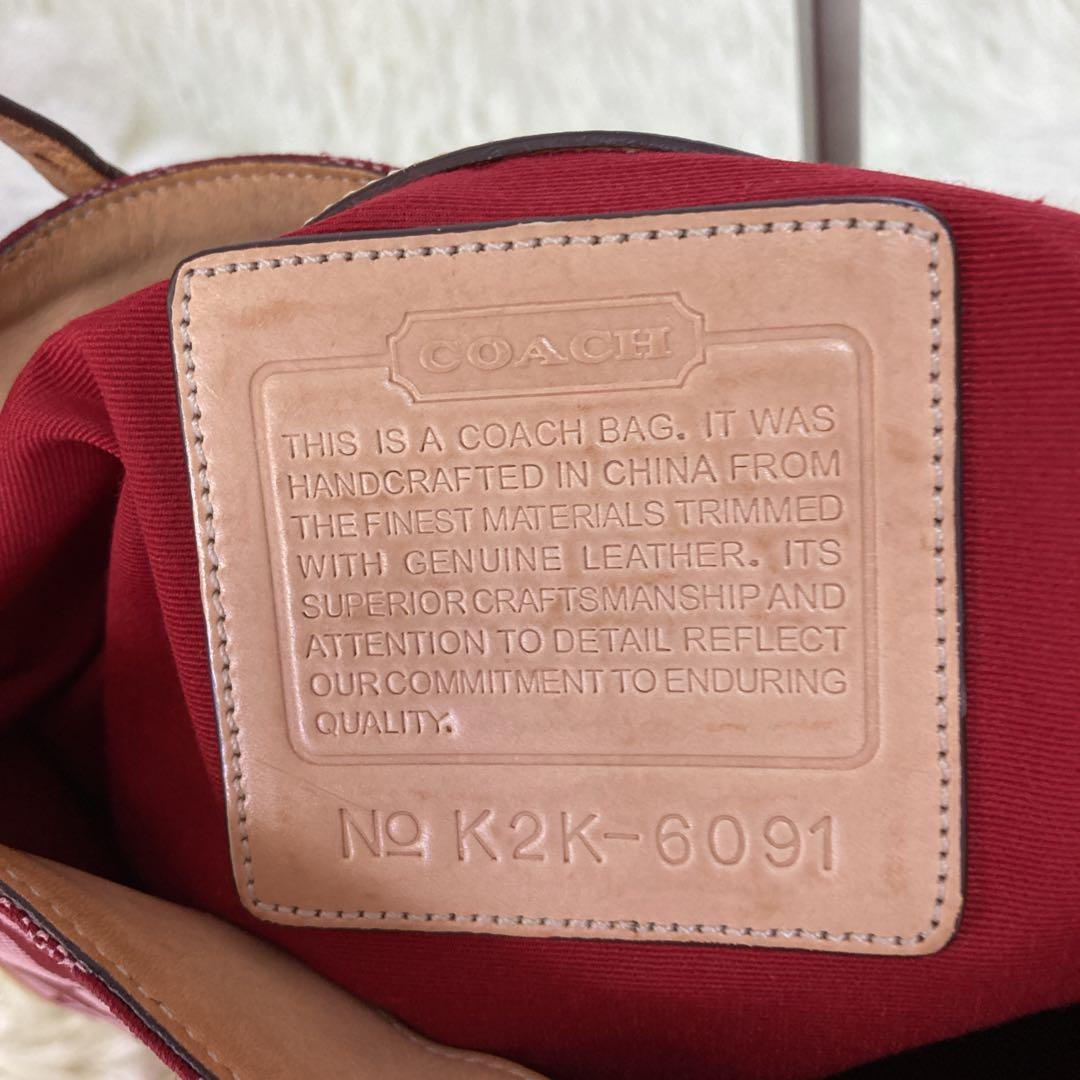 COACH
THIS IS A COACH BAG. IT WAS
HANDCRAFTED IN CHINA FROM
THE FINEST MATERIALS TRIMMED
WITH GENUINE LEATHER. ITS
SUPERIOR CRAFTSMANSHIP AND
ATTENTION TO DETAIL REFLECT
OUR COMMITMENT TO ENDURING
QUALITY.
No K2K-6091